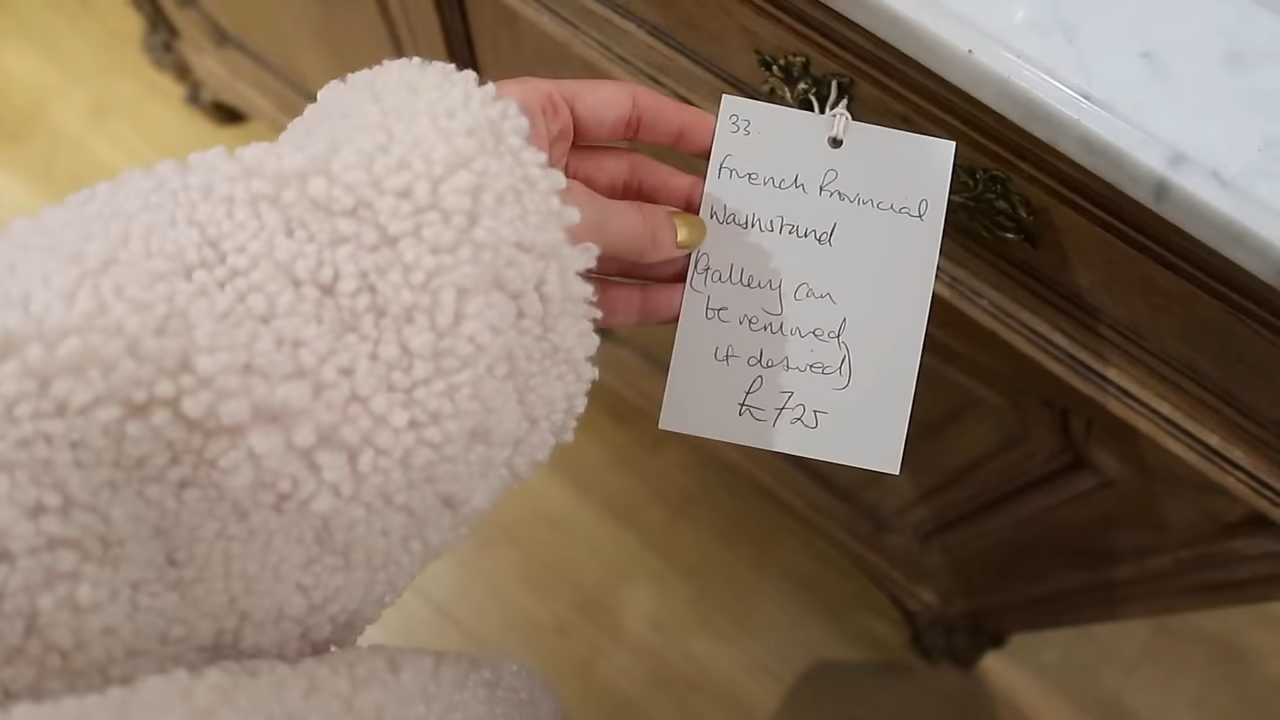 33.
French Provincial
Washstand
(Gallery can
be removed
if desired)
£725